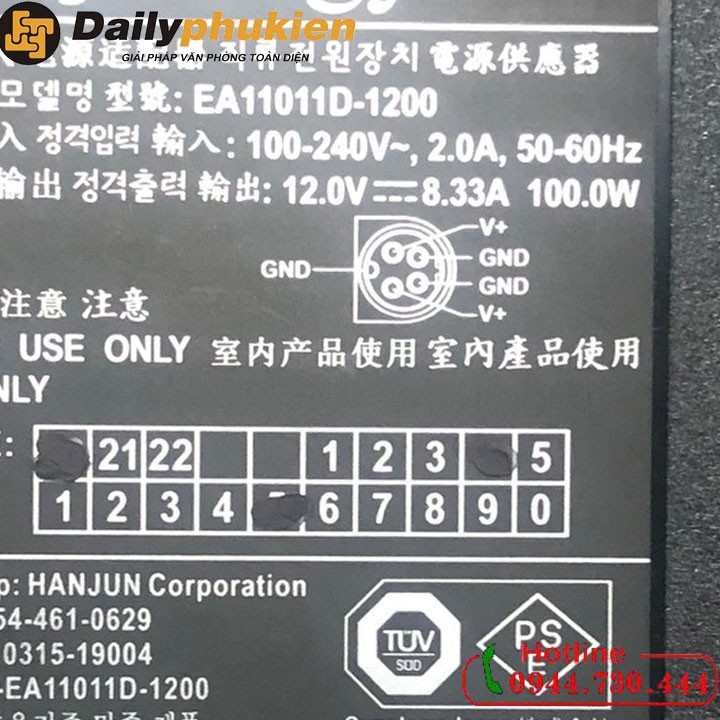 Dailyphukien
GIẢI PHÁP VĂN PHÒNG TOÀN DIỆN
電源供應器
모델명 型號: EA11011D-1200
入 정격입력 輸入: 100-240V~, 2.0A, 50-60Hz
輸出 정격출력 輸出: 12.0V⎓8.33A 100.0W
V+
GND
GND
GND
V+
注意 注意
USE ONLY 室内产品使用 室內產品使用
NLY
21 22 1 2 3 5
1 2 3 4 6 7 8 9 0
p: HANJUN Corporation
54-461-0629
0315-19004
-EA11011D-1200
TÜV
SÜD
PS
E
Hotline
0944.730.444